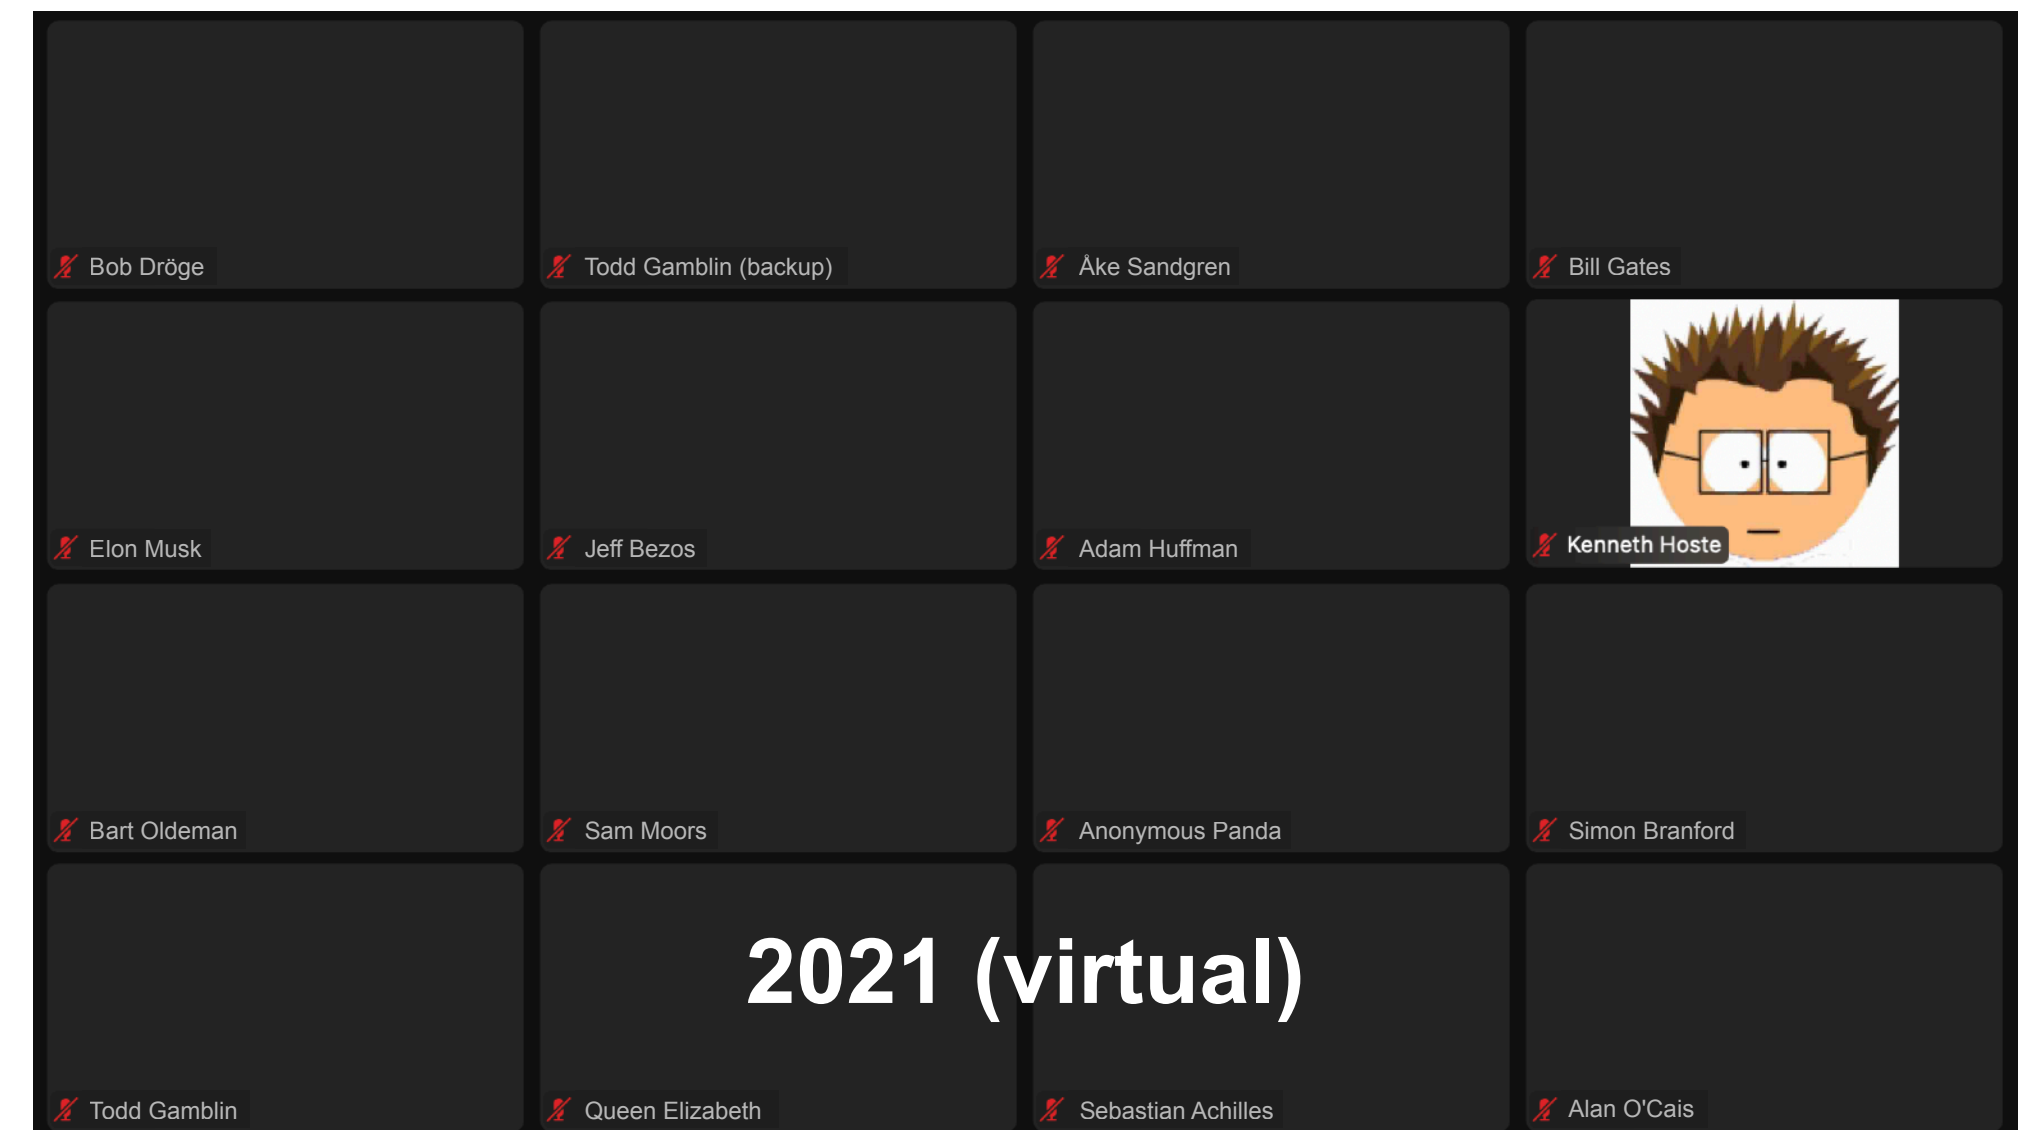 Bob Dröge
Todd Gamblin (backup)
Åke Sandgren
Bill Gates
Elon Musk
Jeff Bezos
Adam Huffman
Kenneth Hoste
Bart Oldeman
Sam Moors
Anonymous Panda
Simon Branford
2021 (virtual)
Todd Gamblin
Queen Elizabeth
Sebastian Achilles
Alan O'Cais